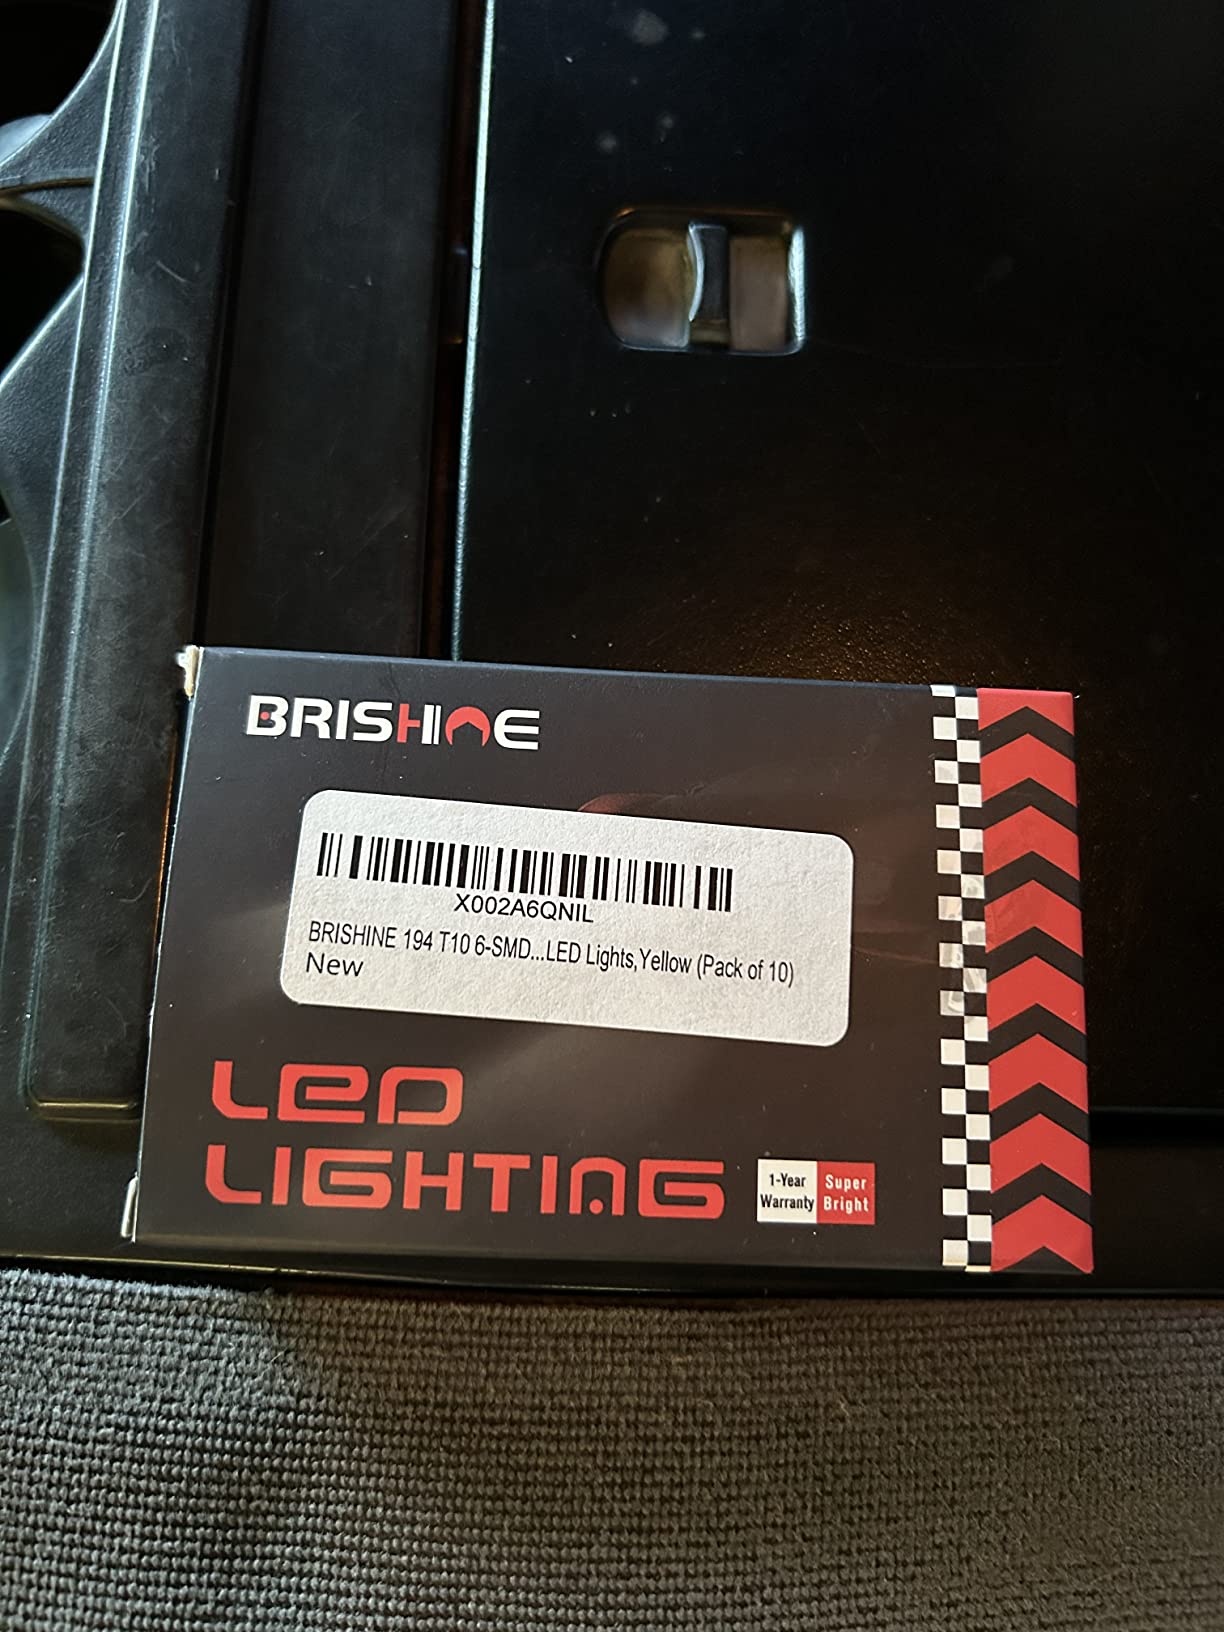 BRISHINE
X002A6QNIL
BRISHINE 194 T10 6-SMD...LED Lights,Yellow (Pack of 10)
New
LED
LIGHTING
1-Year Warranty
Super Bright